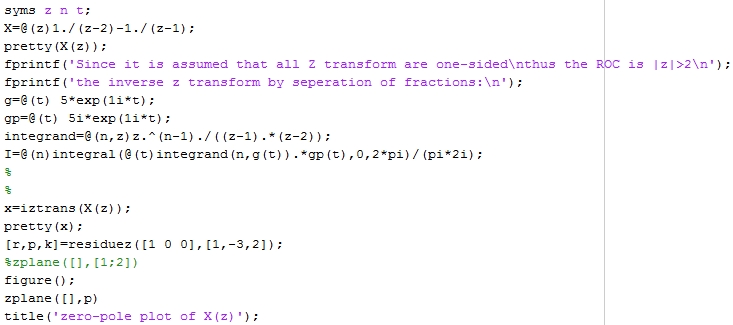 syms z n t;
X=@(z)1./(z-2)-1./(z-1);
pretty(X(z));
fprintf('Since it is assumed that all Z transform are one-sided\nthus the ROC is |z|>2\n');
fprintf('the inverse z transform by seperation of fractions:\n');
g=@(t) 5*exp(1i*t);
gp=@(t) 5i*exp(1i*t);
integrand=@(n,z)z.^(n-1)./((z-1).*(z-2));
I=@(n)integral(@(t)integrand(n,g(t)).*gp(t),0,2*pi)/(pi*2i);
%
%
x=iztrans(X(z));
pretty(x);
[r,p,k]=residuez([1 0 0],[1,-3,2]);
%zplane([],[1;2])
figure();
zplane([],p)
title('zero-pole plot of X(z)');